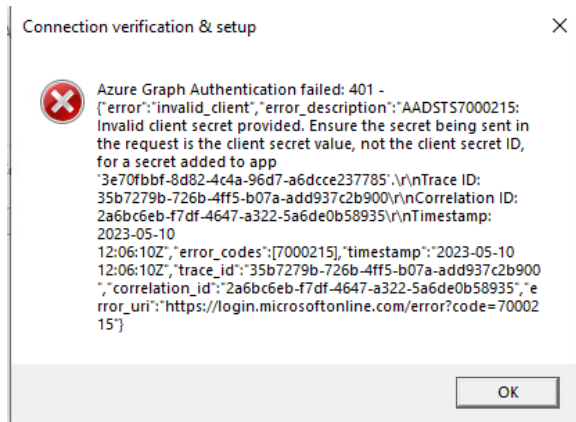 Connection verification & setup
Azure Graph Authentication failed: 401 -
{"error":"invalid_client","error_description":"AADSTS7000215:
Invalid client secret provided. Ensure the secret being sent in
the request is the client secret value, not the client secret ID,
for a secret added to app
'3e70fbbf-8d82-4c4a-96d7-a6dcce237785'.\r\nTrace ID:
35b7279b-726b-4ff5-b07a-add937c2b900\r\nCorrelation ID:
2a6bc6eb-f7df-4647-a322-5a6de0b58935\r\nTimestamp:
2023-05-10
12:06:10Z","error_codes":[7000215],"timestamp":"2023-05-10
12:06:10Z","trace_id":"35b7279b-726b-4ff5-b07a-add937c2b900
","correlation_id":"2a6bc6eb-f7df-4647-a322-5a6de0b58935","e
rror_uri":"https://login.microsoftonline.com/error?code=70002
15"}
OK